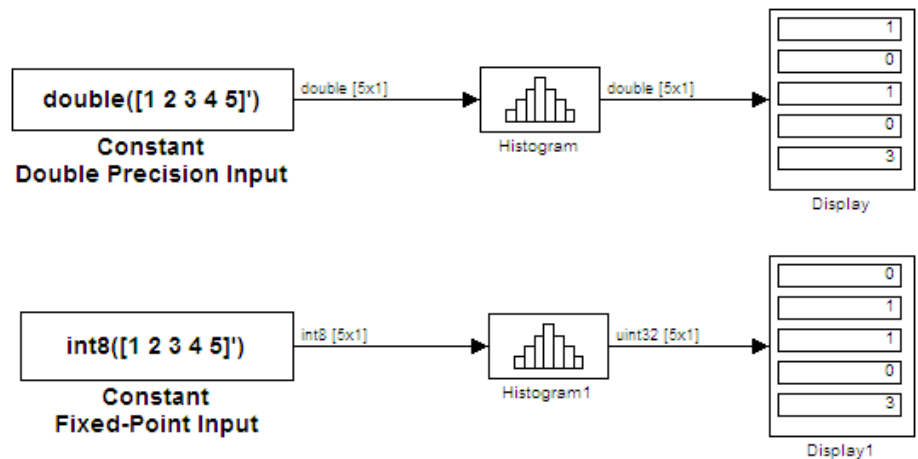 double([1 2 3 4 5]')
Constant
Double Precision Input
double [5x1]
Histogram
double [5x1]
1
0
1
0
3
Display
int8([1 2 3 4 5]')
Constant
Fixed-Point Input
int8 [5x1]
Histogram1
uint32 [5x1]
0
1
1
0
3
Display1